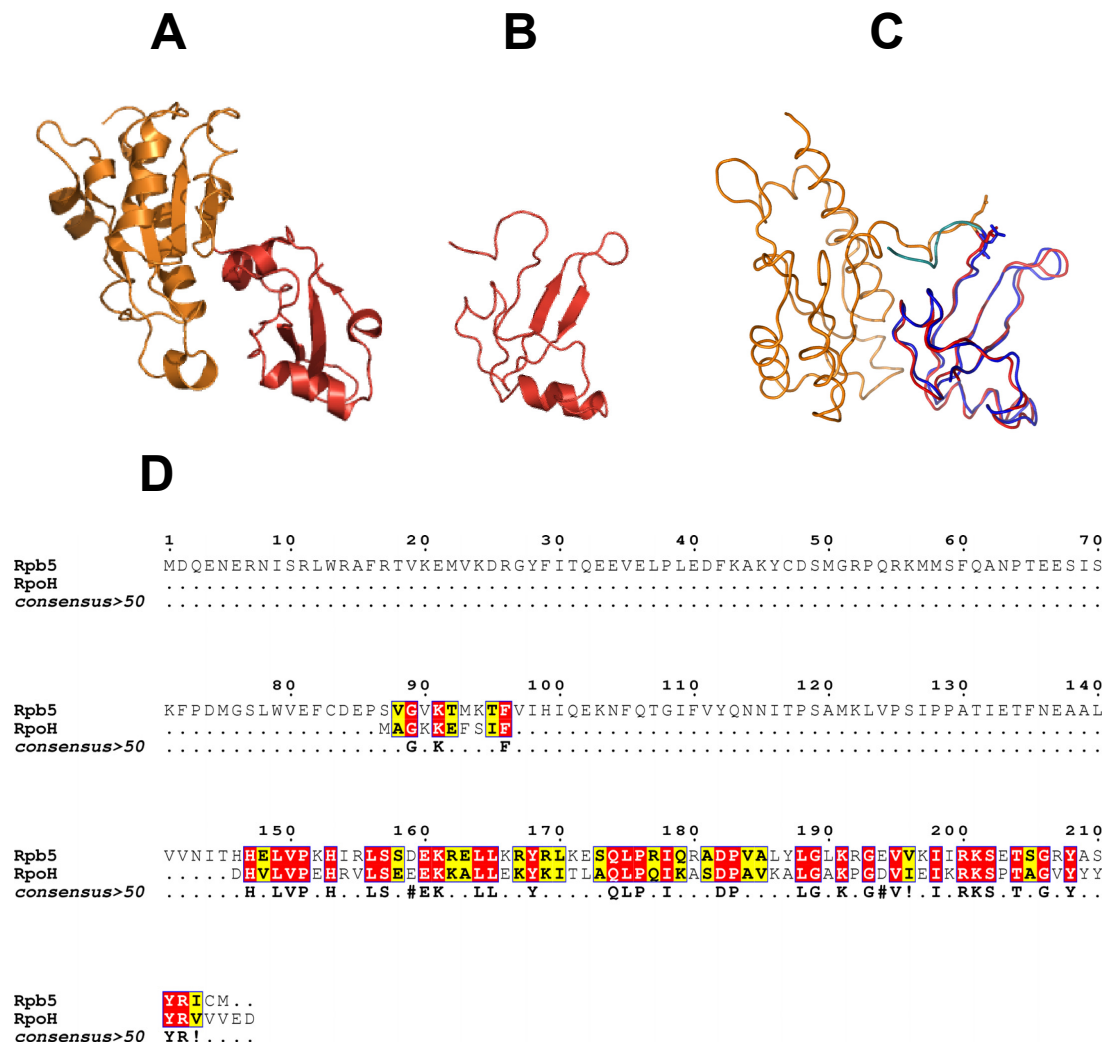 A
B
C
D
1 10 20 30 40 50 60 70
Rpb5 MDQENERNISRLWRAFRTVKEMVKDRGYFITQEEVELPLEDFKAKYCDSMGRPQRKMMSFQANPTEESIS
RpoH ......................................................................
consensus>50 ......................................................................
80 90 100 110 120 130 140
Rpb5 KFPDMGSLWVEFCDEPSVGVKTMKTFVIHIQEKNFQTGIFVYQNNITPSAMKLVPSIPPATIETFNEAAL
RpoH ................MAGKKEFSIF............................................
consensus>50 ..................G.K....F............................................
150 160 170 180 190 200 210
Rpb5 VVNITHHELVPKHIRLSSDEKRELLKRYRLKESQLPRIQRADPVALYLGLKRGEVVKIIRKSETSGRYAS
RpoH .....DHVLVPEHRVLSEEEKKALLEKYKITLAQLPQIKASDPAVKALGAKPGDVIEIKRKSPTAGVYYY
consensus>50 ......H.LVP.H..LS.#EK..LL..Y.....QLP.I...DP....LG.K.G#V!.I.RKS.T.G.Y..
Rpb5 YRICM..
RpoH YRVVVED
consensus>50 YR!....